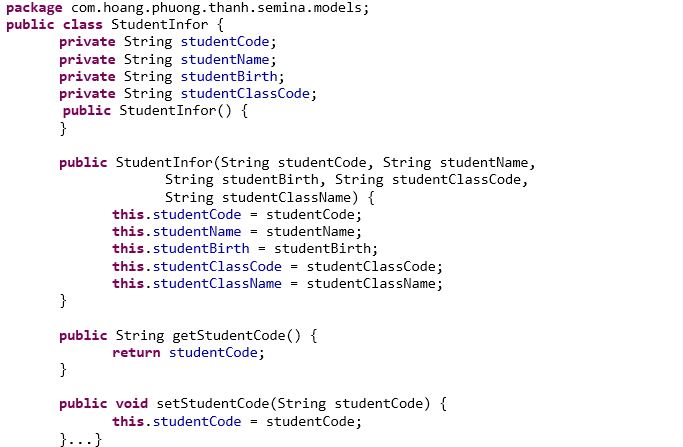 package com.hoang.phuong.thanh.semina.models;
public class StudentInfor {
private String studentCode;
private String studentName;
private String studentBirth;
private String studentClassCode;
public StudentInfor() {
}
public StudentInfor(String studentCode, String studentName,
String studentBirth, String studentClassCode,
String studentClassName) {
this.studentCode = studentCode;
this.studentName = studentName;
this.studentBirth = studentBirth;
this.studentClassCode = studentClassCode;
this.studentClassName = studentClassName;
}
public String getStudentCode() {
return studentCode;
}
public void setStudentCode(String studentCode) {
this.studentCode = studentCode;
}...}